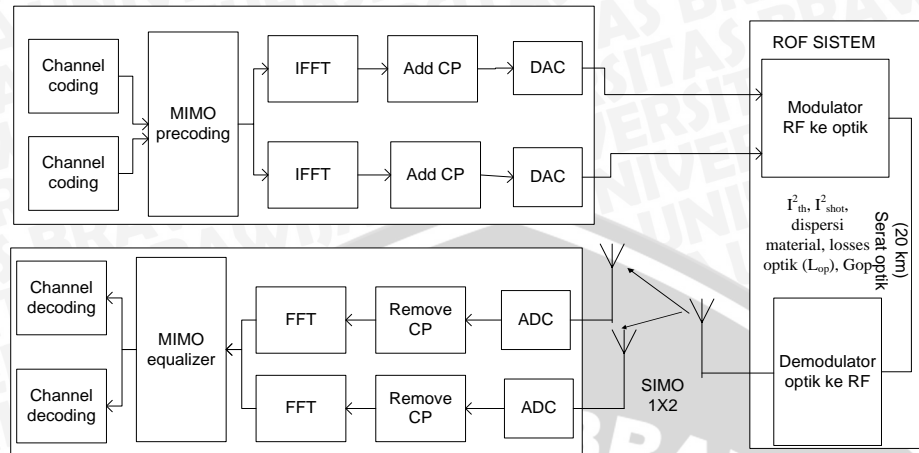 Channel
coding
Channel
coding
MIMO
precoding
IFFT
Add CP
DAC
IFFT
Add CP
DAC
ROF SISTEM
Modulator
RF ke optik
I²th, I²shot,
dispersi
material, losses
optik (Lop), Gop
Serat optik
(20 km)
Demodulator
optik ke RF
SIMO
1X2
Channel
decoding
Channel
decoding
MIMO
equalizer
FFT
Remove
CP
ADC
FFT
Remove
CP
ADC